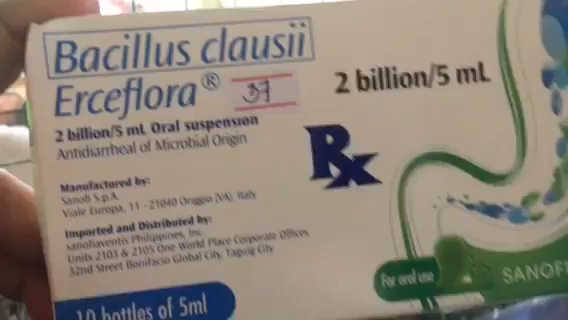 Bacillus clausii
Erceflora®
37
2 billion/5 mL
2 billion/5 mL Oral suspension
Antidiarrheal of Microbial Origin
Rx
Manufactured by:
Sanofi S.p.A.
Viale Europa, 11 - 21040 Origgio (VA), Italy
Imported and Distributed by:
sanofiaventis Philippines, Inc.
Units 2103 & 2105 One World Place Corporate Offices
32nd Street Bonifacio Global City, Taguig City
10 bottles of 5ml
For oral use
SANOFI